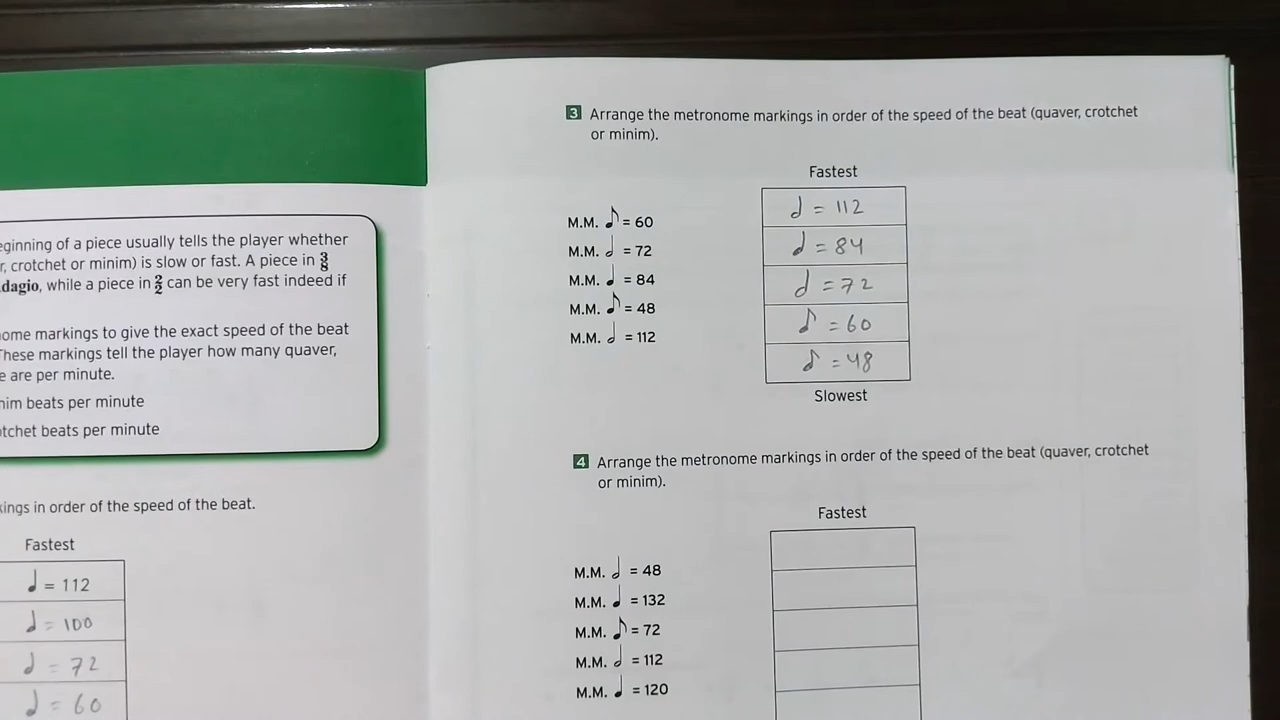 eginning of a piece usually tells the player whether
r, crotchet or minim) is slow or fast. A piece in 3/8
dagio, while a piece in 2/2 can be very fast indeed if
ome markings to give the exact speed of the beat
These markings tell the player how many quaver,
e are per minute.
nim beats per minute
otchet beats per minute
kings in order of the speed of the beat.
Fastest
♩ = 112
♩ = 100
𝅗𝅥 = 72
𝅗𝅥 = 60
3 Arrange the metronome markings in order of the speed of the beat (quaver, crotchet
or minim).
M.M. ♪ = 60
M.M. 𝅗𝅥 = 72
M.M. ♩ = 84
M.M. ♪ = 48
M.M. 𝅗𝅥 = 112
Fastest
𝅗𝅥 = 112
♩ = 84
𝅗𝅥 = 72
♪ = 60
♪ = 48
Slowest
4 Arrange the metronome markings in order of the speed of the beat (quaver, crotchet
or minim).
M.M. 𝅗𝅥 = 48
M.M. ♩ = 132
M.M. ♪ = 72
M.M. 𝅗𝅥 = 112
M.M. ♩ = 120
Fastest